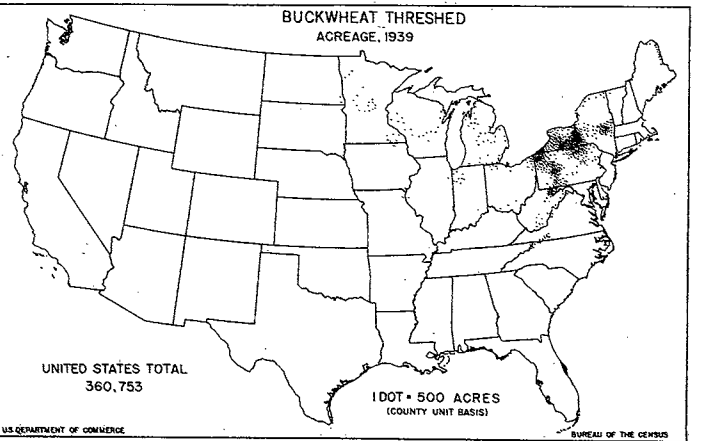 BUCKWHEAT THRESHED
ACREAGE, 1939
UNITED STATES TOTAL
360,753
1 DOT = 500 ACRES
(COUNTY UNIT BASIS)
U.S. DEPARTMENT OF COMMERCE
BUREAU OF THE CENSUS